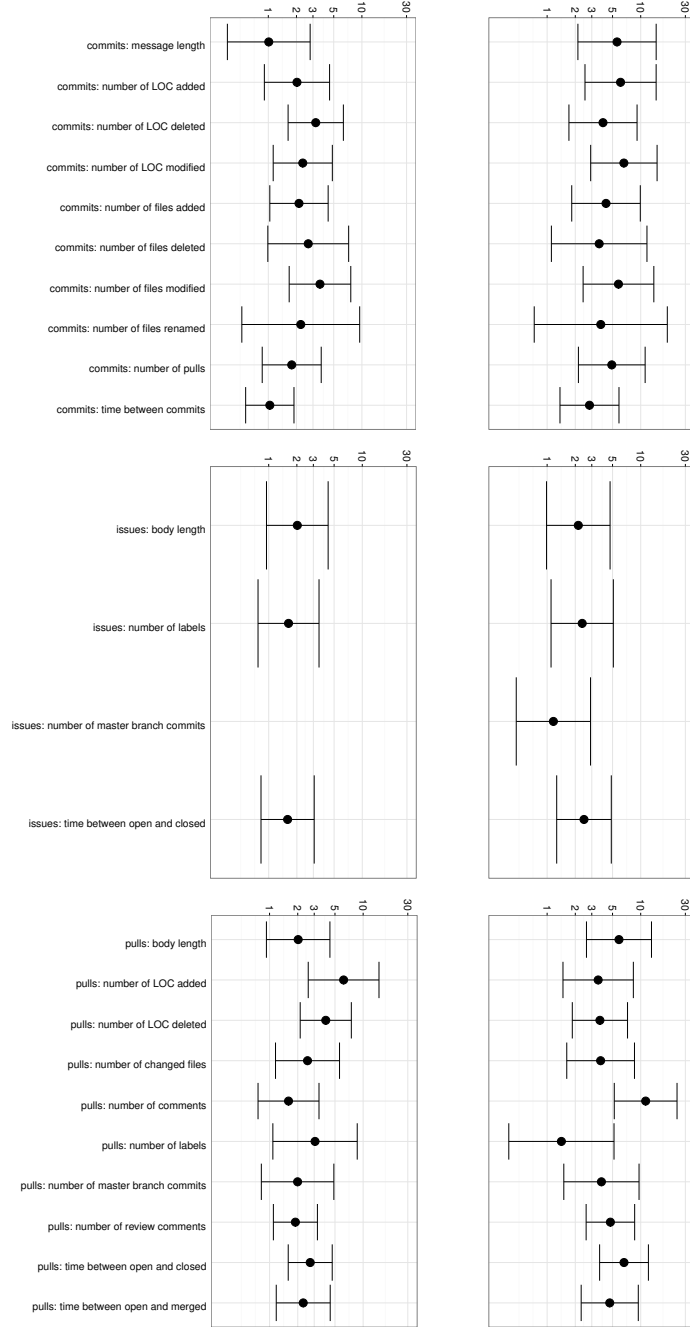 1 2 3 5 10 30 1 2 3 5 10 30
commits: message length
commits: number of LOC added
commits: number of LOC deleted
commits: number of LOC modified
commits: number of files added
commits: number of files deleted
commits: number of files modified
commits: number of files renamed
commits: number of pulls
commits: time between commits
1 2 3 5 10 30 1 2 3 5 10 30
issues: body length
issues: number of labels
issues: number of master branch commits
issues: time between open and closed
1 2 3 5 10 30 1 2 3 5 10 30
pulls: body length
pulls: number of LOC added
pulls: number of LOC deleted
pulls: number of changed files
pulls: number of comments
pulls: number of labels
pulls: number of master branch commits
pulls: number of review comments
pulls: time between open and closed
pulls: time between open and merged